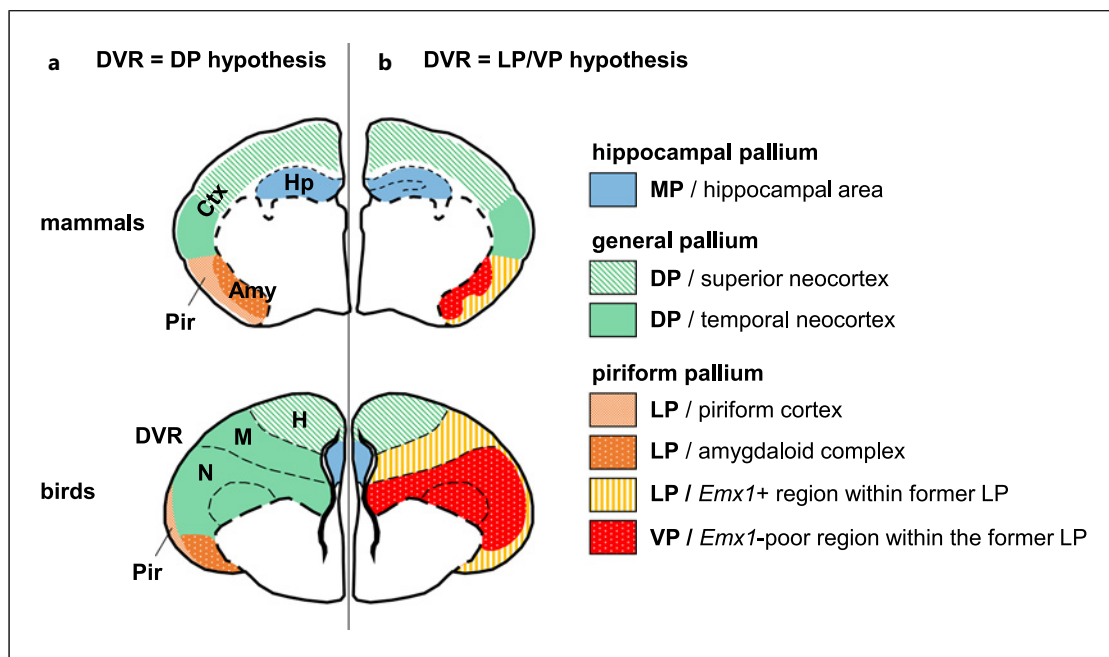 a DVR = DP hypothesis
b DVR = LP/VP hypothesis
mammals
Ctx
Hp
Amy
Pir
birds
DVR
H
M
N
Pir
hippocampal pallium
MP / hippocampal area
general pallium
DP / superior neocortex
DP / temporal neocortex
piriform pallium
LP / piriform cortex
LP / amygdaloid complex
LP / Emx1+ region within former LP
VP / Emx1-poor region within the former LP